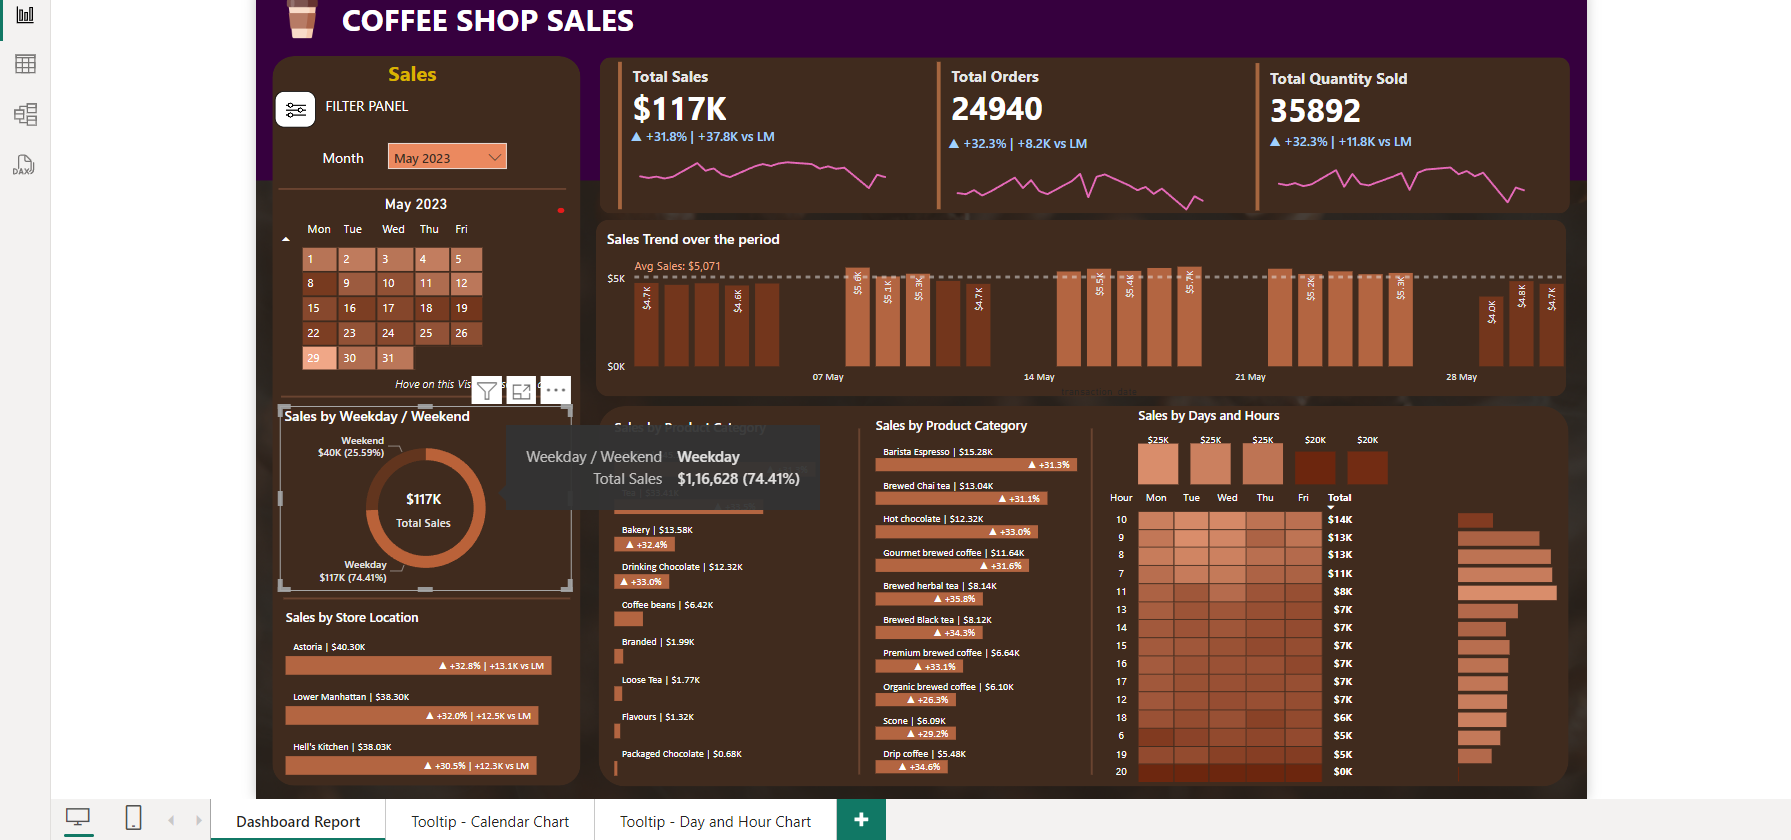 COFFEE SHOP SALES
Sales
FILTER PANEL
Month
May 2023
May 2023
Mon Tue Wed Thu Fri
1 2 3 4 5
8 9 10 11 12
15 16 17 18 19
22 23 24 25 26
29 30 31
Hove on this Vis
Sales by Weekday / Weekend
Weekend
$40K (25.59%)
$117K
Total Sales
Weekday
$117K (74.41%)
Sales by Store Location
Astoria | $40.30K
▲ +32.8% | +13.1K vs LM
Lower Manhattan | $38.30K
▲ +32.0% | +12.5K vs LM
Hell's Kitchen | $38.03K
▲ +30.5% | +12.3K vs LM
Total Sales
$117K
▲ +31.8% | +37.8K vs LM
Total Orders
24940
▲ +32.3% | +8.2K vs LM
Total Quantity Sold
35892
▲ +32.3% | +11.8K vs LM
Sales Trend over the period
Avg Sales: $5,071
$5K
$0K
$4.7K $4.6K $5.6K $5.1K $5.3K $4.7K $5.5K $5.4K $5.7K $5.2K $5.3K $4.0K $4.8K $4.7K
07 May 14 May 21 May 28 May
Sales by Product Category
Weekday / Weekend Weekday
Total Sales $1,16,628 (74.41%)
Bakery | $13.58K
▲ +32.4%
Drinking Chocolate | $12.32K
▲ +33.0%
Coffee beans | $6.42K
Branded | $1.99K
Loose Tea | $1.77K
Flavours | $1.32K
Packaged Chocolate | $0.68K
Sales by Product Category
Barista Espresso | $15.28K
▲ +31.3%
Brewed Chai tea | $13.04K
▲ +31.1%
Hot chocolate | $12.32K
▲ +33.0%
Gourmet brewed coffee | $11.64K
▲ +31.6%
Brewed herbal tea | $8.14K
▲ +35.8%
Brewed Black tea | $8.12K
▲ +34.3%
Premium brewed coffee | $6.64K
▲ +33.1%
Organic brewed coffee | $6.10K
▲ +26.3%
Scone | $6.09K
▲ +29.2%
Drip coffee | $5.48K
▲ +34.6%
Sales by Days and Hours
$25K $25K $25K $20K $20K
Hour Mon Tue Wed Thu Fri Total
10 $14K
9 $13K
8 $13K
7 $11K
11 $8K
13 $7K
14 $7K
15 $7K
16 $7K
17 $7K
12 $7K
18 $6K
6 $5K
19 $5K
20 $0K
Dashboard Report
Tooltip - Calendar Chart
Tooltip - Day and Hour Chart
+
DAX